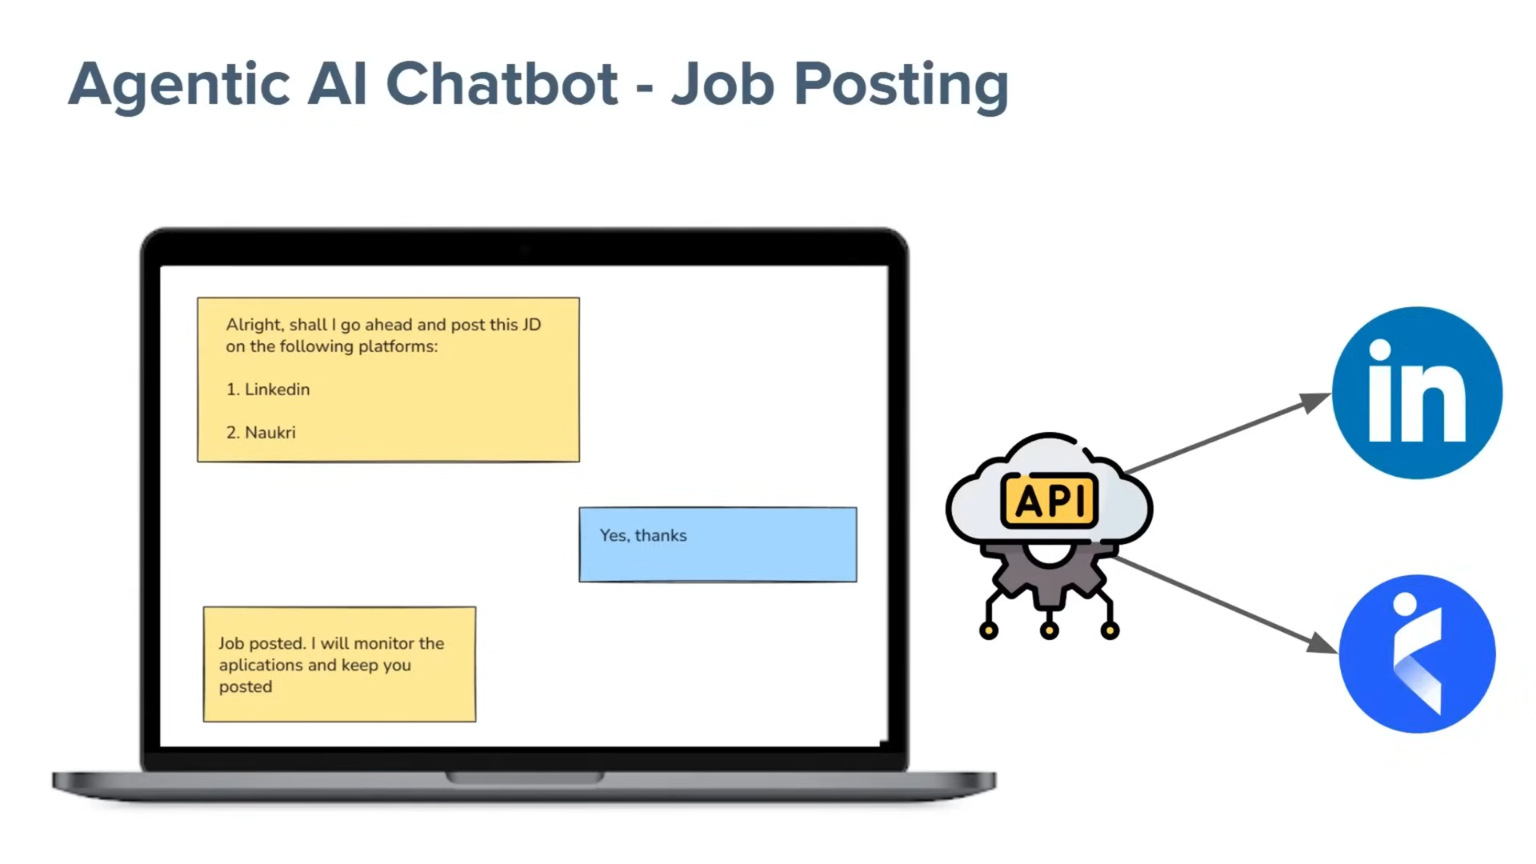 Agentic AI Chatbot - Job Posting
Alright, shall I go ahead and post this JD
on the following platforms:
1. Linkedin
2. Naukri
Yes, thanks
Job posted. I will monitor the
aplications and keep you
posted
API
in